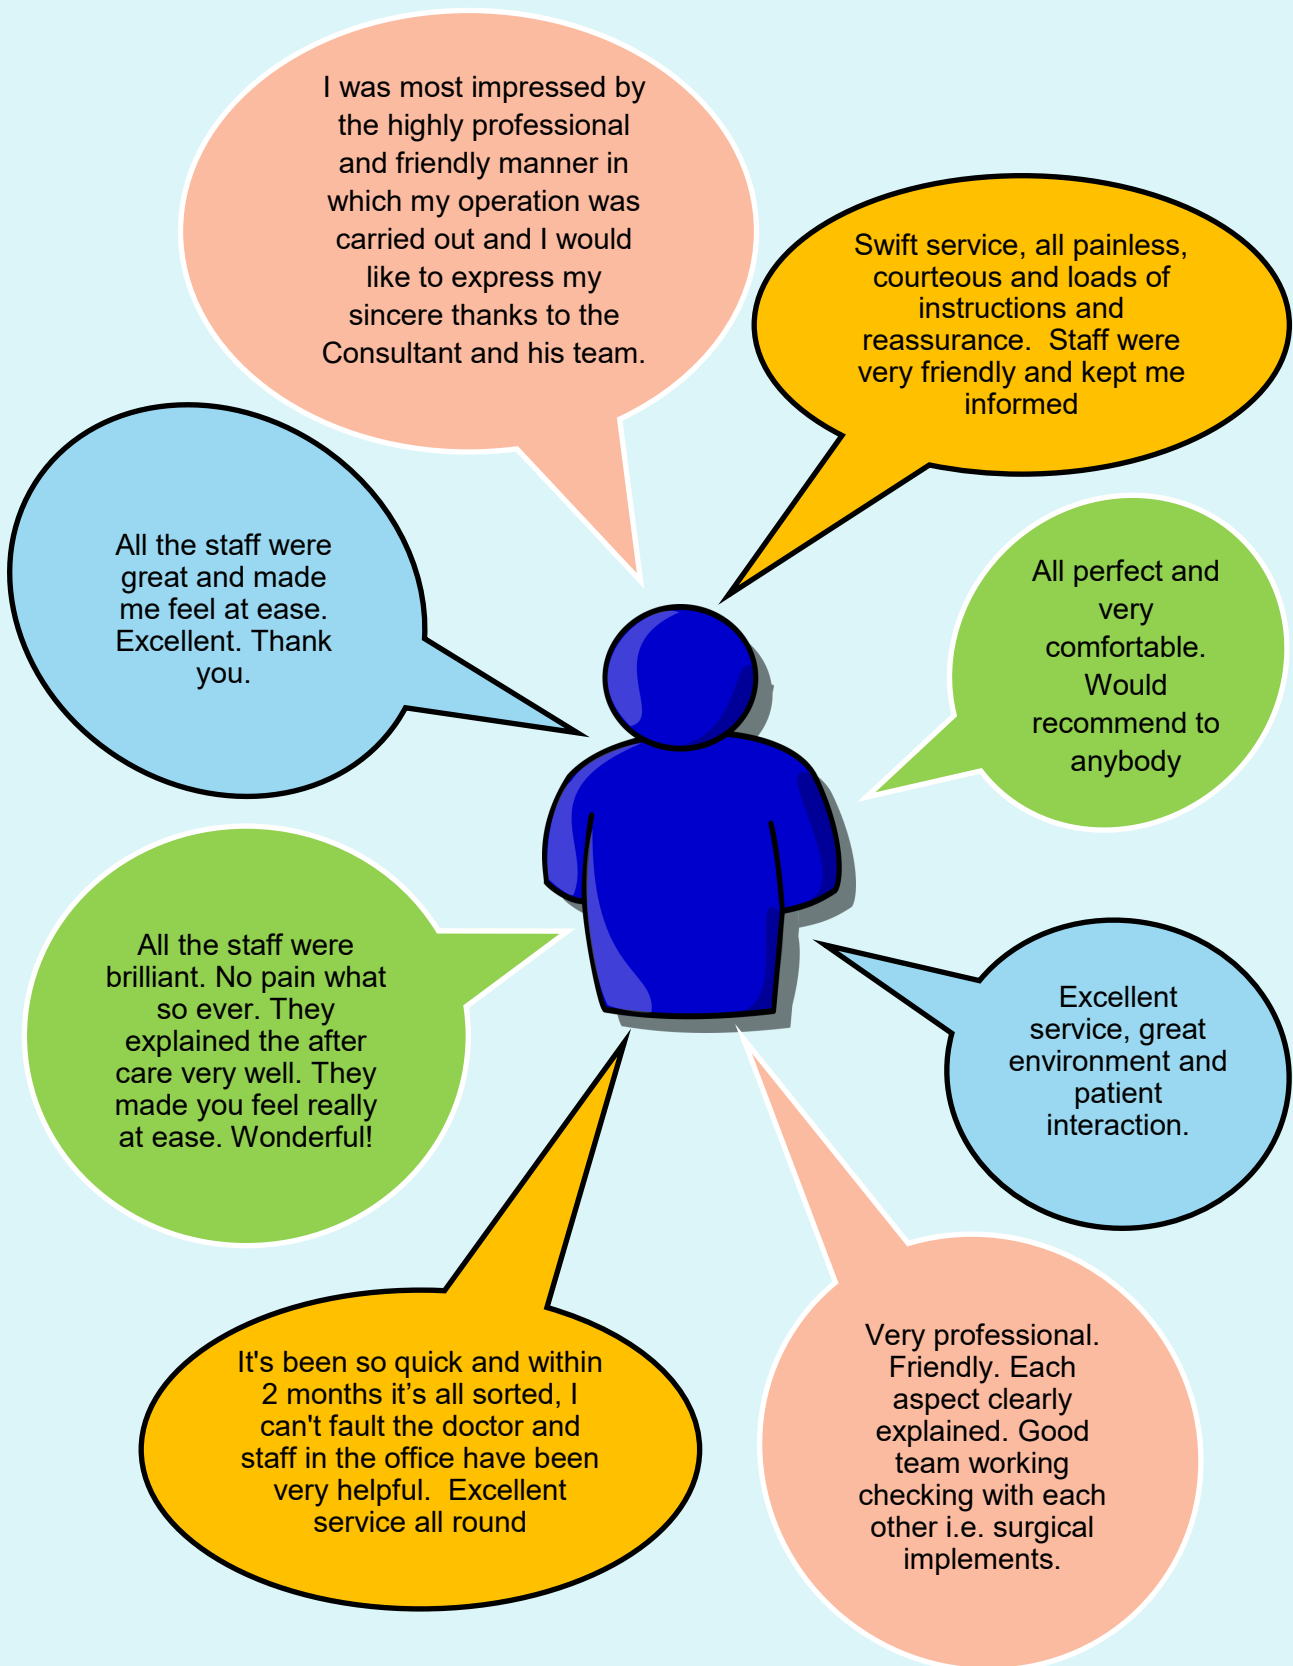 I was most impressed by
the highly professional
and friendly manner in
which my operation was
carried out and I would
like to express my
sincere thanks to the
Consultant and his team.
Swift service, all painless,
courteous and loads of
instructions and
reassurance.  Staff were
very friendly and kept me
informed
All the staff were
great and made
me feel at ease.
Excellent. Thank
you.
All perfect and
very
comfortable.
Would
recommend to
anybody
All the staff were
brilliant. No pain what
so ever. They
explained the after
care very well. They
made you feel really
at ease. Wonderful!
Excellent
service, great
environment and
patient
interaction.
It's been so quick and within
2 months it’s all sorted, I
can't fault the doctor and
staff in the office have been
very helpful.  Excellent
service all round
Very professional.
Friendly. Each
aspect clearly
explained. Good
team working
checking with each
other i.e. surgical
implements.